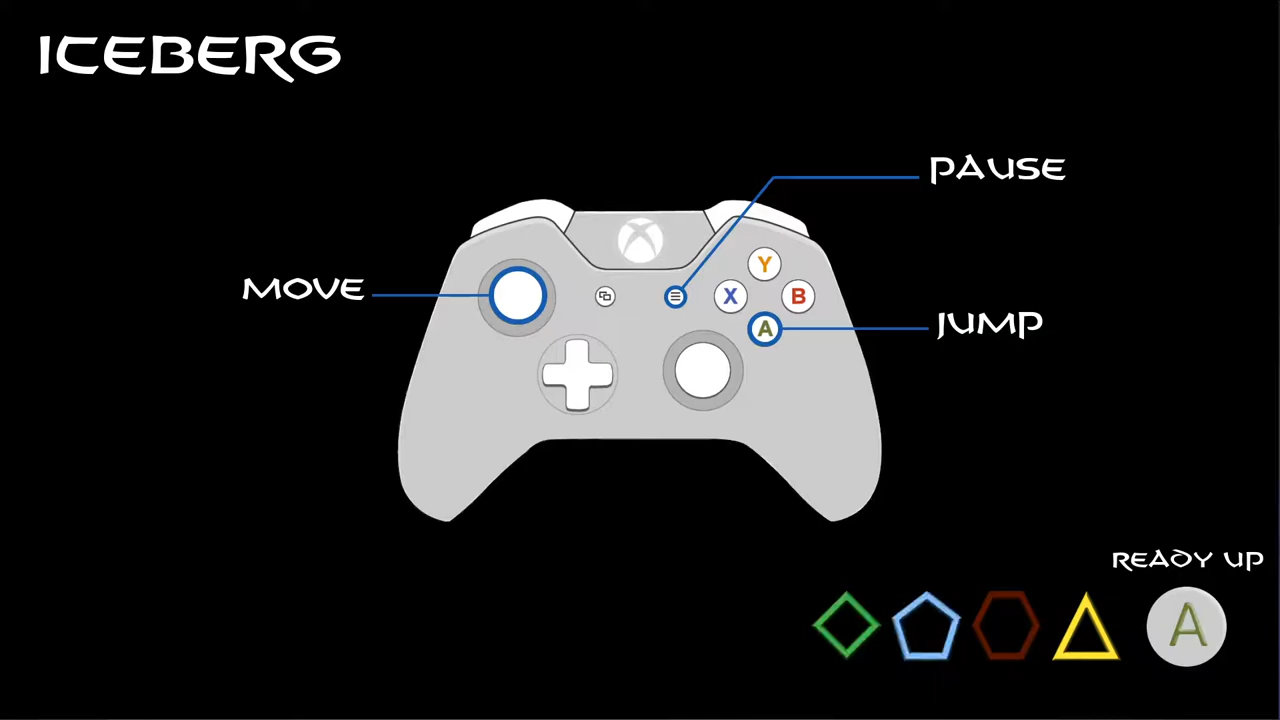 ICEBERG
PAUSE
MOVE
Y
X B
A
JUMP
READY UP
A